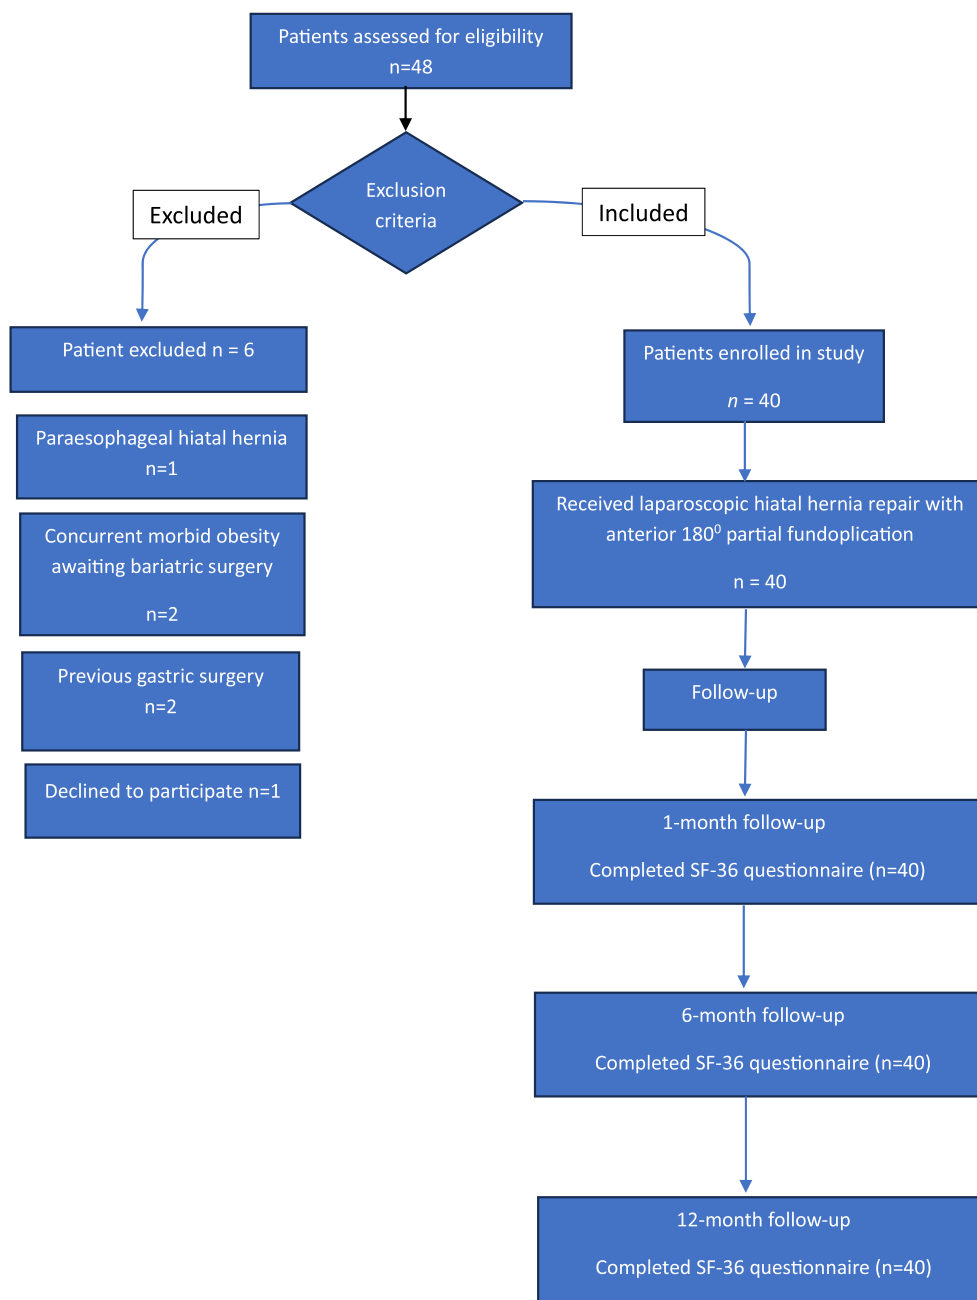 Patients assessed for eligibility
n=48
Exclusion
criteria
Excluded
Included
Patient excluded n = 6
Paraesophageal hiatal hernia
n=1
Concurrent morbid obesity
awaiting bariatric surgery
n=2
Previous gastric surgery
n=2
Declined to participate n=1
Patients enrolled in study
n = 40
Received laparoscopic hiatal hernia repair with
anterior 180⁰ partial fundoplication
n = 40
Follow-up
1-month follow-up
Completed SF-36 questionnaire (n=40)
6-month follow-up
Completed SF-36 questionnaire (n=40)
12-month follow-up
Completed SF-36 questionnaire (n=40)